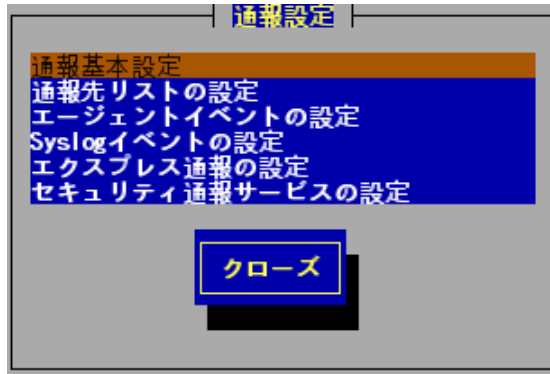 通報設定
通報基本設定
通報先リストの設定
エージェントイベントの設定
Syslogイベントの設定
エクスプレス通報の設定
セキュリティ通報サービスの設定
クローズ